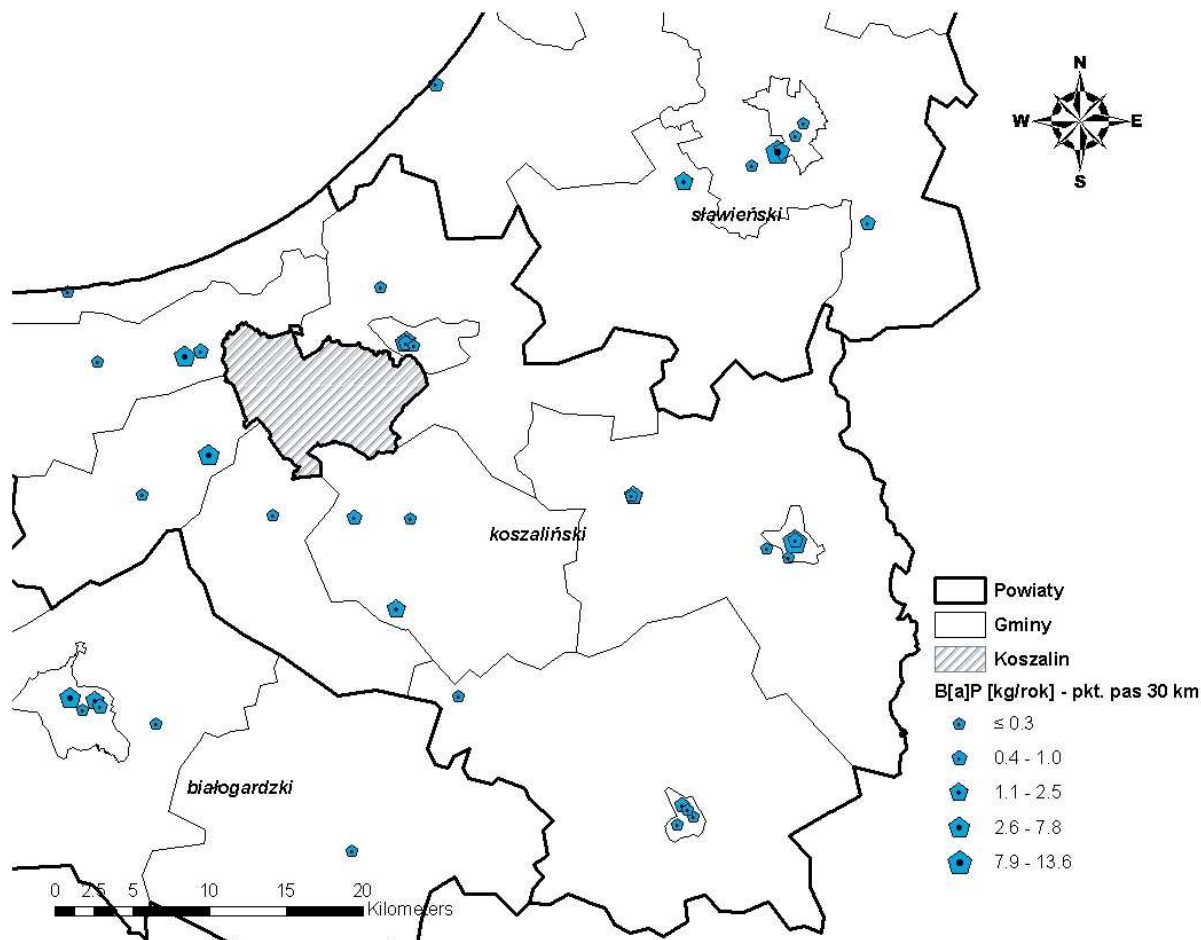 N
W E
S
sławieński
koszaliński
białogardzki
Powiaty
Gminy
Koszalin
B[a]P [kg/rok] - pkt. pas 30 km
≤ 0.3
0.4 - 1.0
1.1 - 2.5
2.6 - 7.8
7.9 - 13.6
0 2.5 5 10 15 20
Kilometers